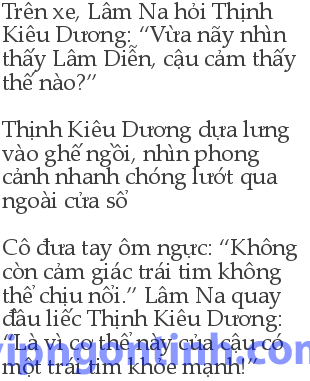 Trên xe, Lâm Na hỏi Thịnh
Kiêu Dương: “Vừa nãy nhìn
thấy Lâm Diễn, cậu cảm thấy
thế nào?”
Thịnh Kiêu Dương dựa lưng
vào ghế ngồi, nhìn phong
cảnh nhanh chóng lướt qua
ngoài cửa sổ
Cô đưa tay ôm ngực: “Không
còn cảm giác trái tim không
thể chịu nổi.” Lâm Na quay
đầu liếc Thịnh Kiêu Dương:
“Là vì cơ thể này của cậu có
một trái tim khỏe mạnh!”